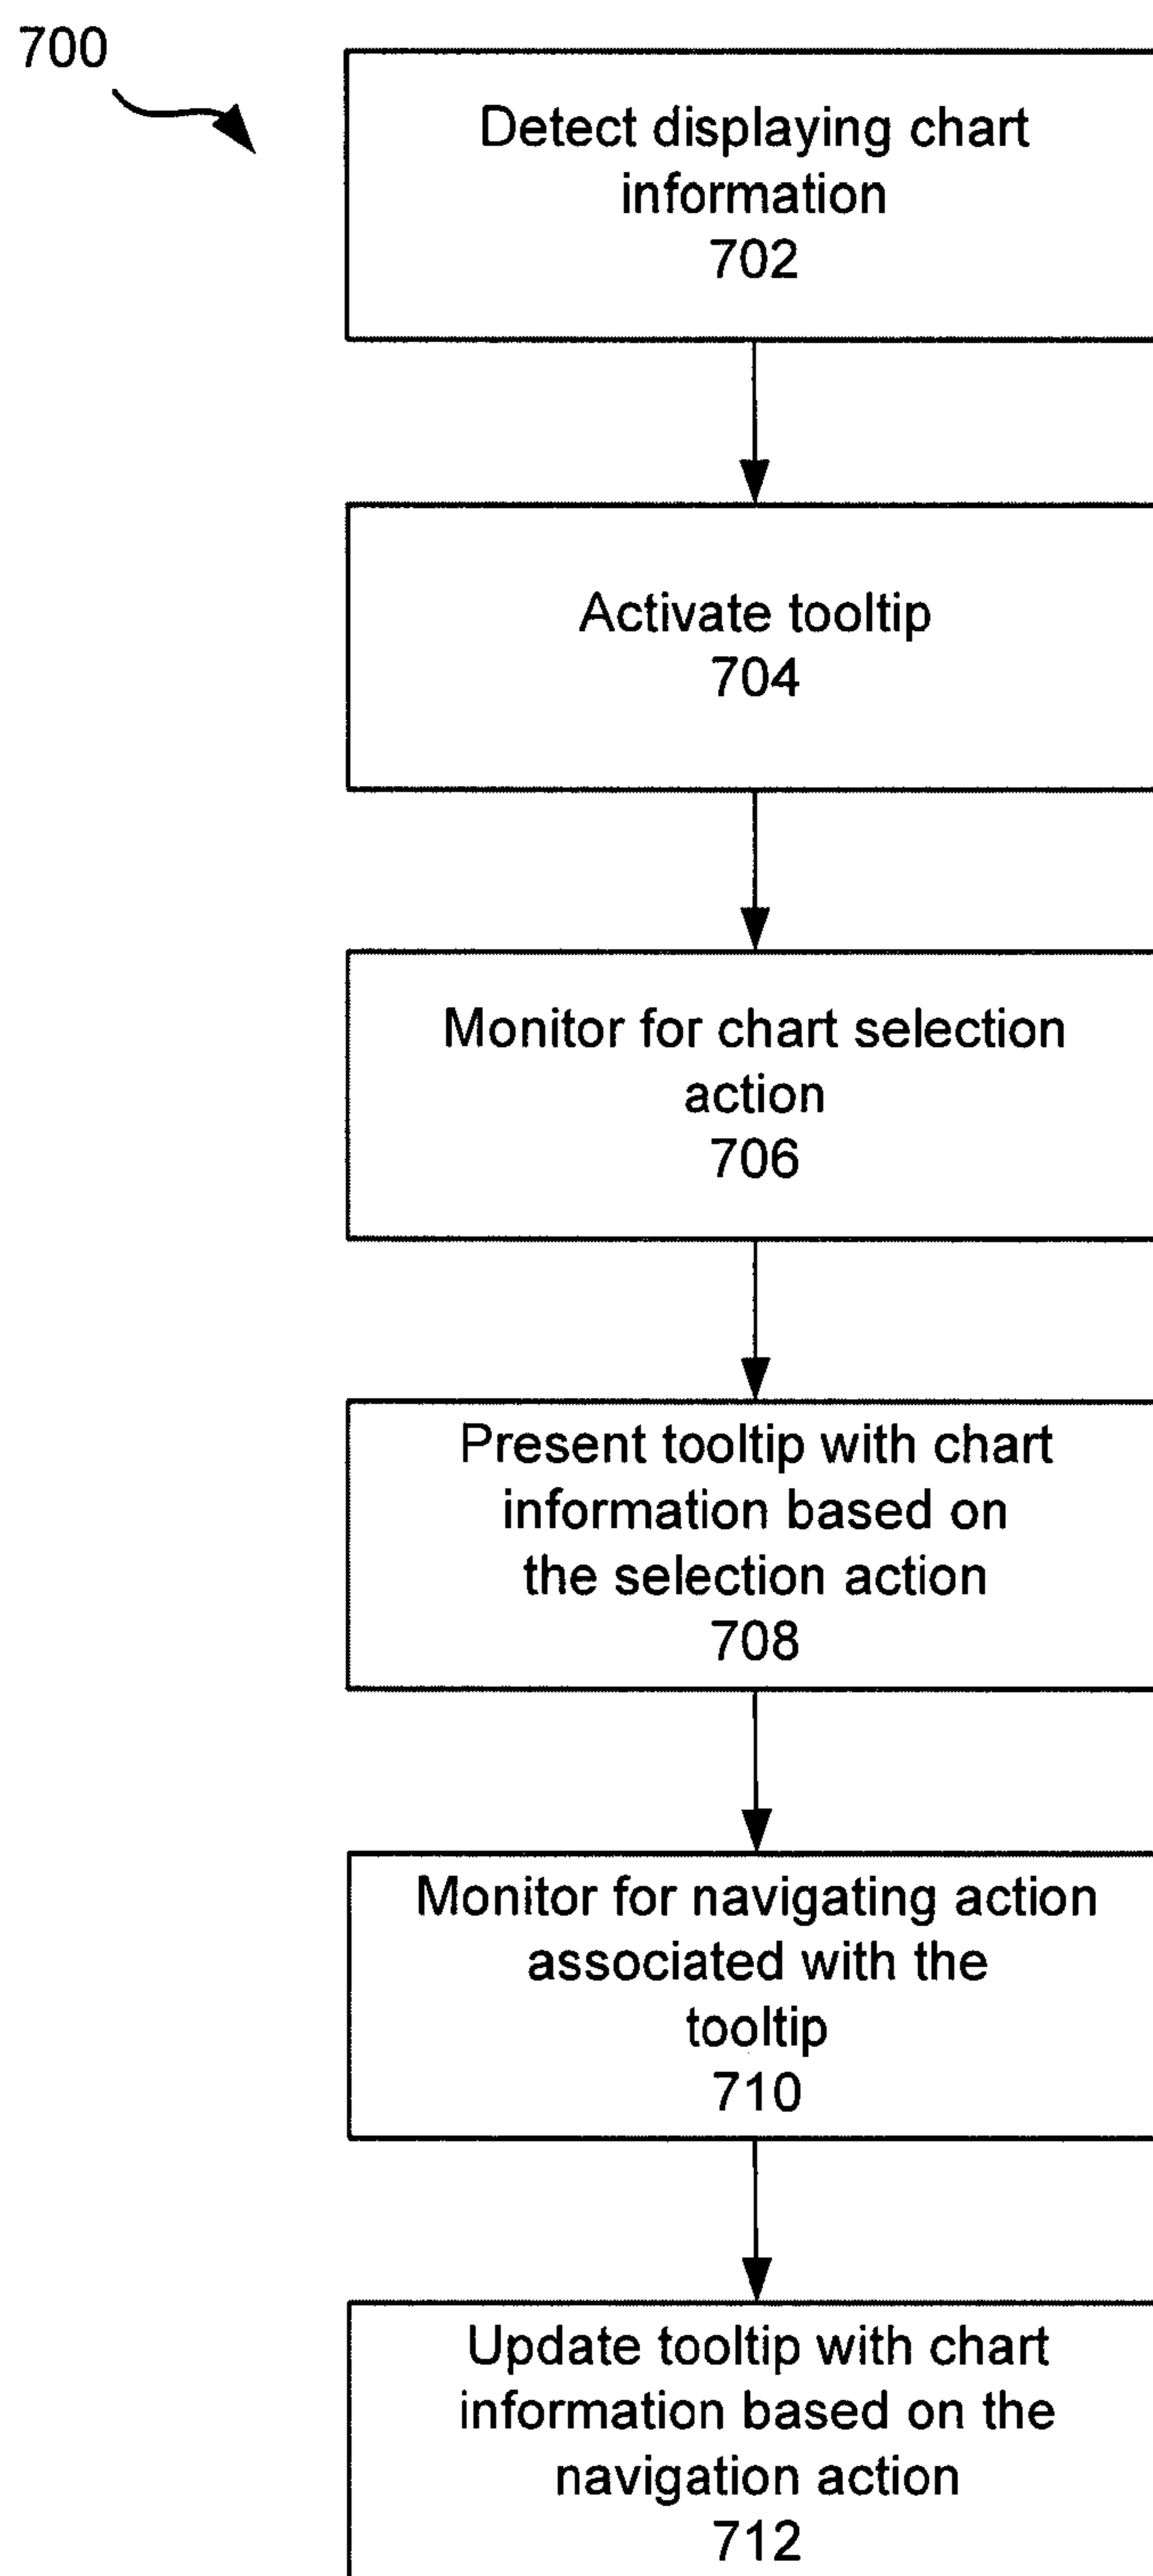 700
Detect displaying chart
information
702
Activate tooltip
704
Monitor for chart selection
action
706
Present tooltip with chart
information based on
the selection action
708
Monitor for navigating action
associated with the
tooltip
710
Update tooltip with chart
information based on the
navigation action
712